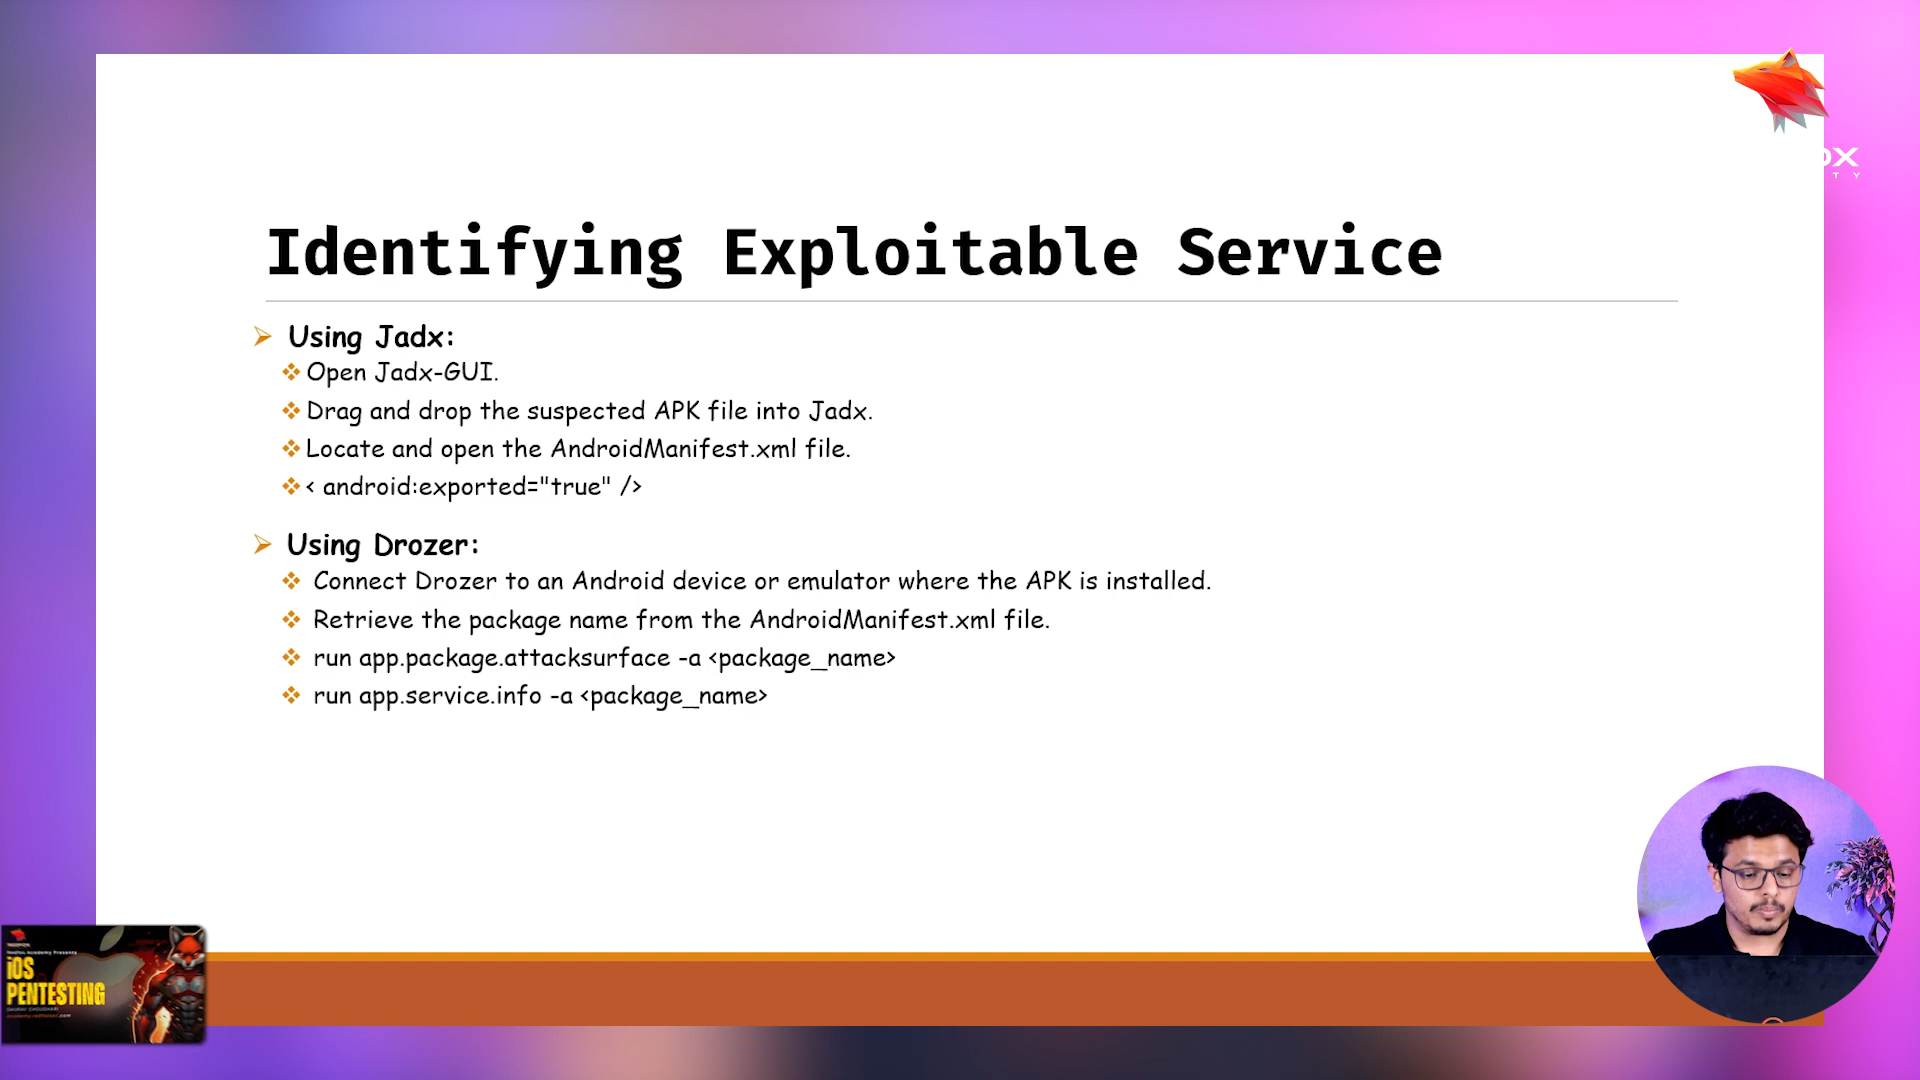 Identifying Exploitable Service
Using Jadx:
Open Jadx-GUI.
Drag and drop the suspected APK file into Jadx.
Locate and open the AndroidManifest.xml file.
< android:exported="true" />
Using Drozer:
Connect Drozer to an Android device or emulator where the APK is installed.
Retrieve the package name from the AndroidManifest.xml file.
run app.package.attacksurface -a <package_name>
run app.service.info -a <package_name>
OX
T Y
iOS
PENTESTING